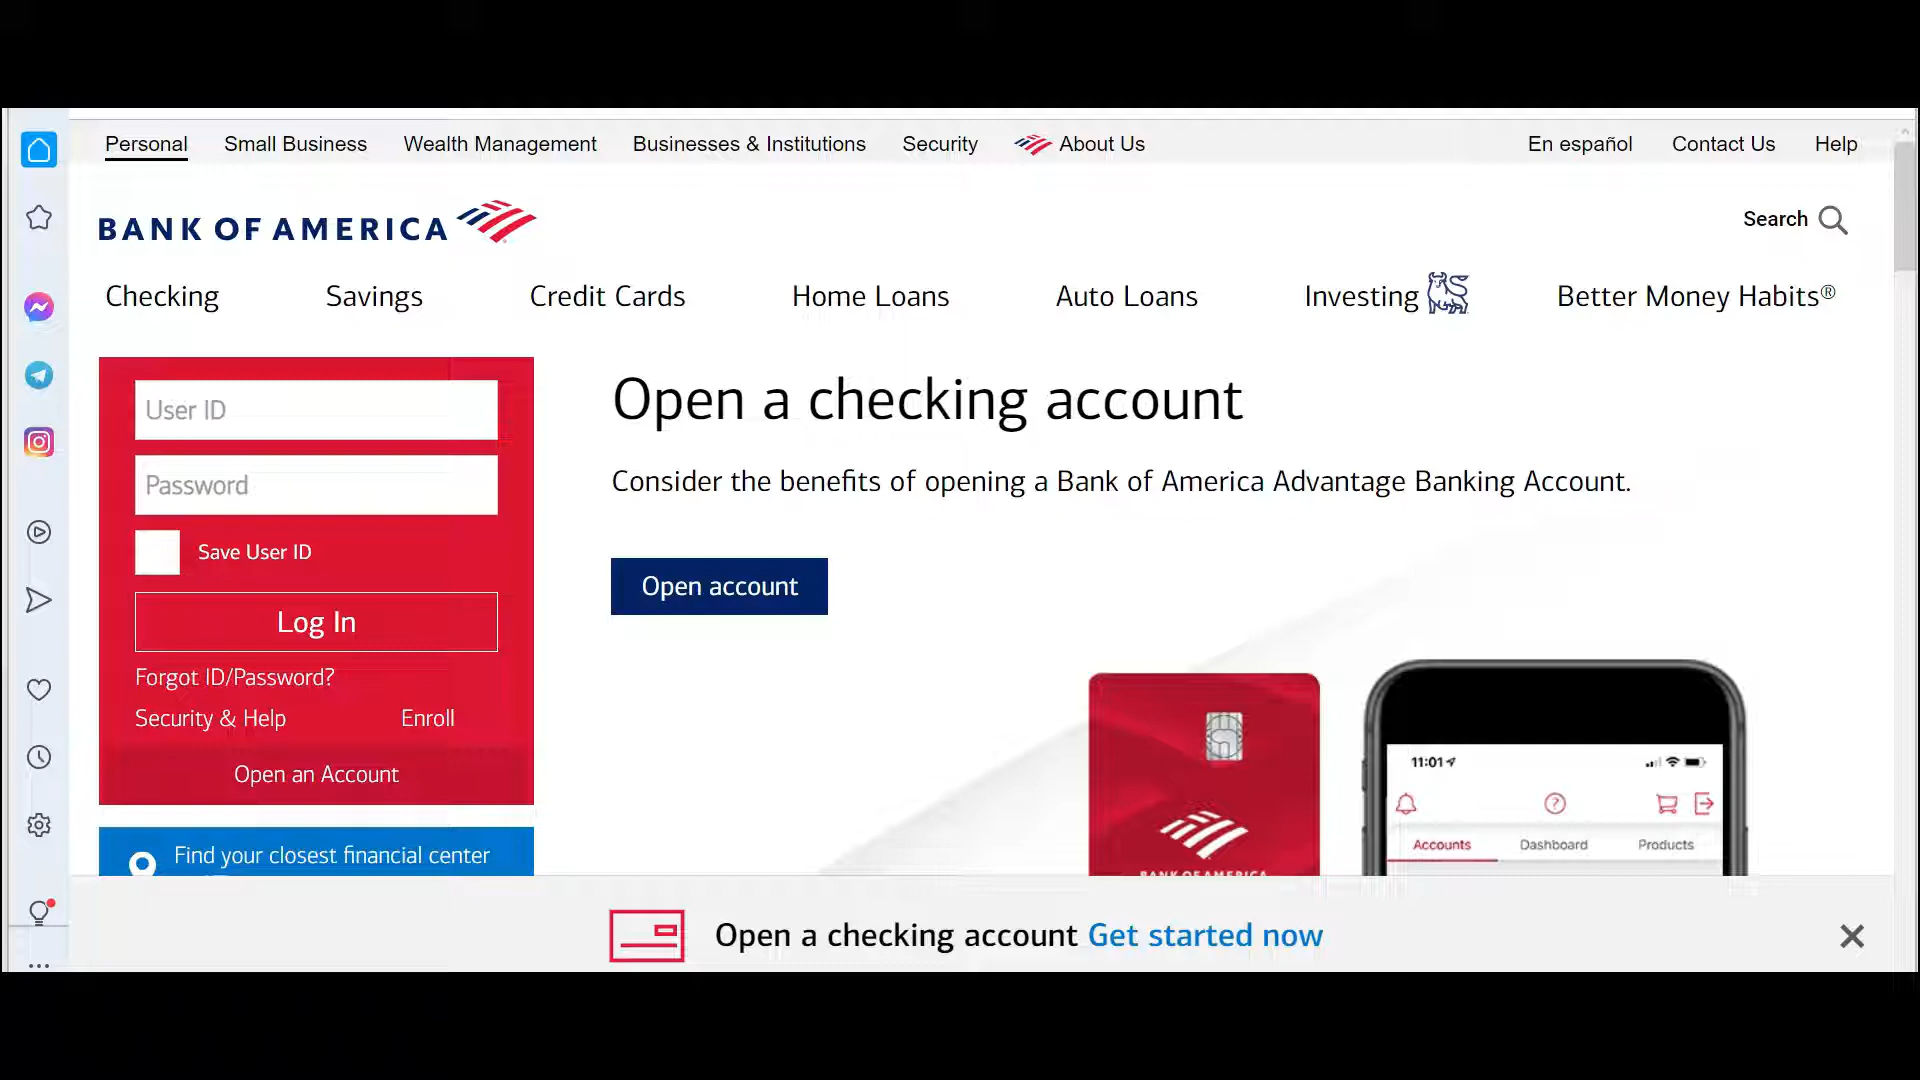 Personal Small Business Wealth Management Businesses & Institutions Security About Us En español Contact Us Help
BANK OF AMERICA
Search
Checking Savings Credit Cards Home Loans Auto Loans Investing Better Money Habits®
User ID
Password
Save User ID
Log In
Forgot ID/Password?
Security & Help Enroll
Open an Account
Find your closest financial center
Open a checking account
Consider the benefits of opening a Bank of America Advantage Banking Account.
Open account
BANK OF AMERICA
11:01
Accounts Dashboard Products
Open a checking account Get started now